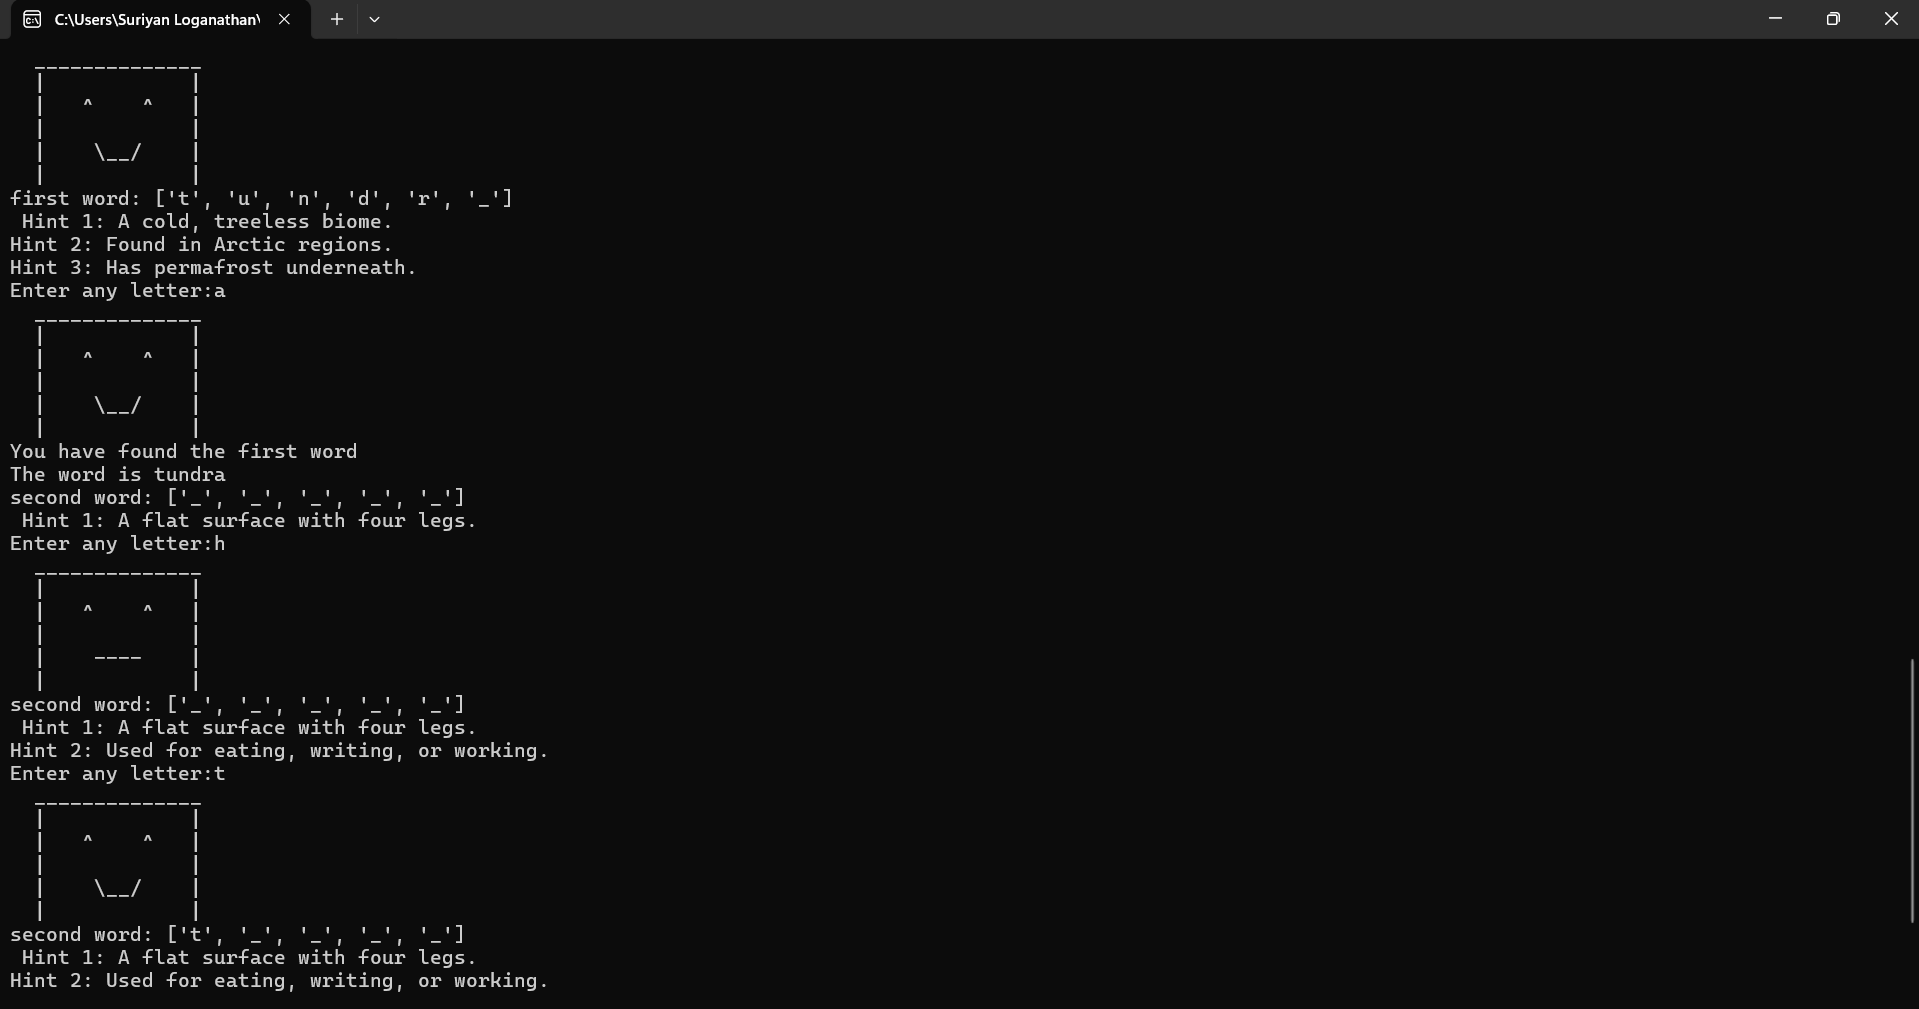 C:\Users\Suriyan Loganathan\
   ______________
  |            |
  |   ^    ^   |
  |            |
  |    \__/    |
  |            |
first word: ['t', 'u', 'n', 'd', 'r', '_']
 Hint 1: A cold, treeless biome.
Hint 2: Found in Arctic regions.
Hint 3: Has permafrost underneath.
Enter any letter:a
  ______________
  |            |
  |   ^    ^   |
  |            |
  |    \__/    |
  |            |
You have found the first word
The word is tundra
second word: ['_', '_', '_', '_', '_']
 Hint 1: A flat surface with four legs.
Enter any letter:h
  ______________
  |            |
  |   ^    ^   |
  |            |
  |    ----    |
  |            |
second word: ['_', '_', '_', '_', '_']
 Hint 1: A flat surface with four legs.
Hint 2: Used for eating, writing, or working.
Enter any letter:t
  ______________
  |            |
  |   ^    ^   |
  |            |
  |    \__/    |
  |            |
second word: ['t', '_', '_', '_', '_']
 Hint 1: A flat surface with four legs.
Hint 2: Used for eating, writing, or working.